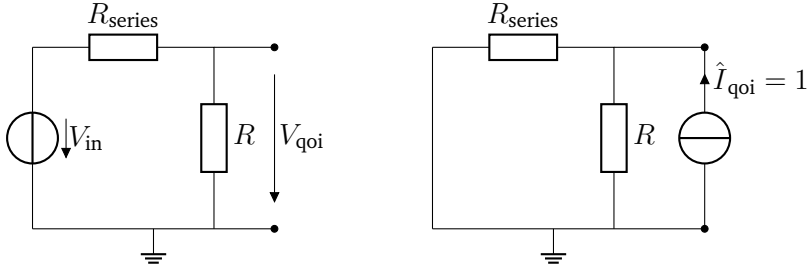 R_series
V_in
R
V_qoi
R_series
R
Î_qoi = 1